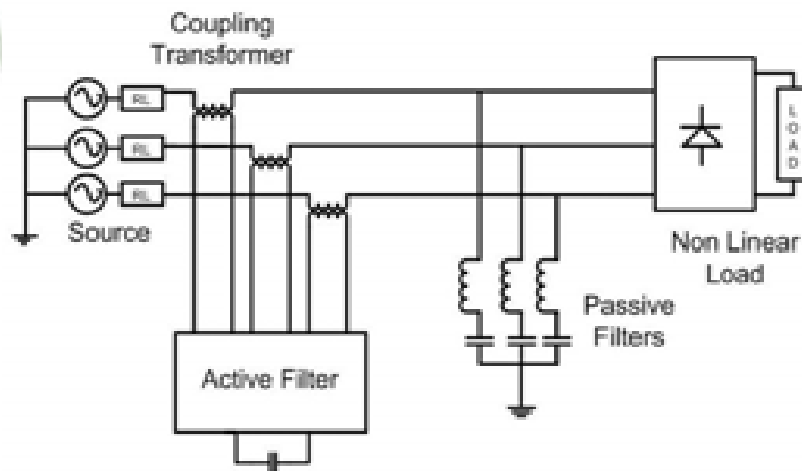 Coupling
Transformer
RL
RL
RL
Source
LOAD
Non Linear
Load
Passive
Filters
Active Filter